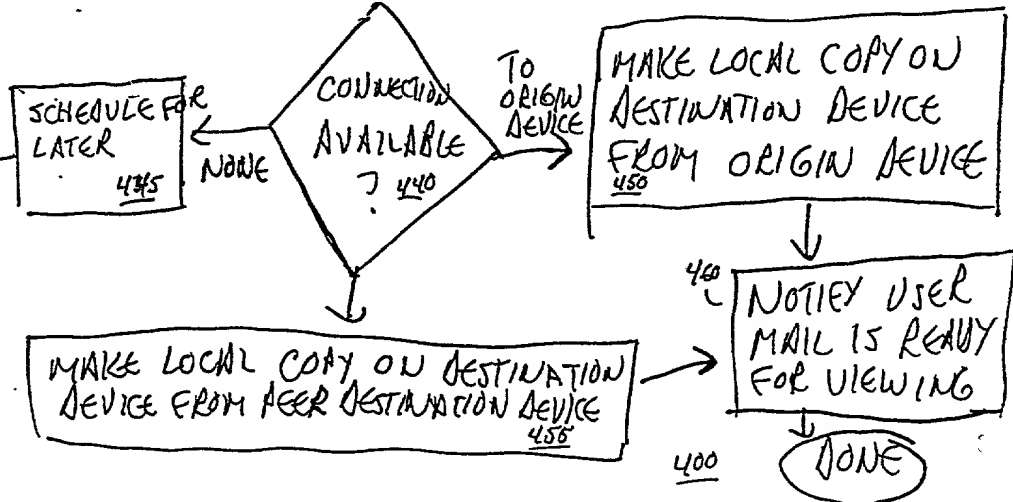 SCHEDULE FOR
LATER
NONE
CONNECTION
AVAILABLE
? 440
TO
ORIGIN
DEVICE
MAKE LOCAL COPY ON
DESTINATION DEVICE
FROM ORIGIN DEVICE
450
460
NOTIFY USER
MAIL IS READY
FOR VIEWING
MAKE LOCAL COPY ON DESTINATION
DEVICE FROM PEER DESTINATION DEVICE
455
400
DONE